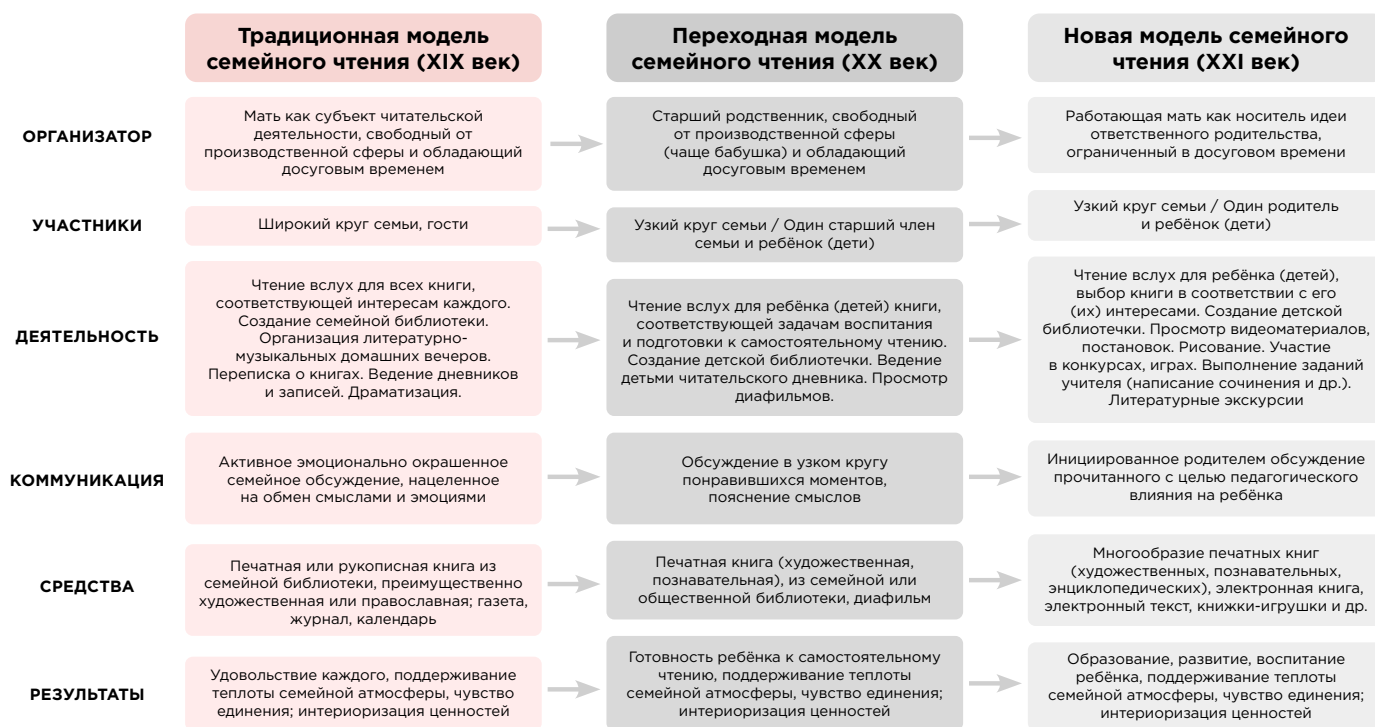 Традиционная модель
семейного чтения (XIX век)
Переходная модель
семейного чтения (XX век)
Новая модель семейного
чтения (XXI век)
ОРГАНИЗАТОР
Мать как субъект читательской
деятельности, свободный от
производственной сферы и обладающий
досуговым временем
Старший родственник, свободный
от производственной сферы
(чаще бабушка) и обладающий
досуговым временем
Работающая мать как носитель идеи
ответственного родительства,
ограниченный в досуговом времени
УЧАСТНИКИ
Широкий круг семьи, гости
Узкий круг семьи / Один старший член
семьи и ребёнок (дети)
Узкий круг семьи / Один родитель
и ребёнок (дети)
ДЕЯТЕЛЬНОСТЬ
Чтение вслух для всех книги,
соответствующей интересам каждого.
Создание семейной библиотеки.
Организация литературно-
музыкальных домашних вечеров.
Переписка о книгах. Ведение дневников
и записей. Драматизация.
Чтение вслух для ребёнка (детей) книги,
соответствующей задачам воспитания
и подготовки к самостоятельному чтению.
Создание детской библиотечки. Ведение
детьми читательского дневника. Просмотр
диафильмов.
Чтение вслух для ребёнка (детей),
выбор книги в соответствии с его
(их) интересами. Создание детской
библиотечки. Просмотр видеоматериалов,
постановок. Рисование. Участие
в конкурсах, играх. Выполнение заданий
учителя (написание сочинения и др.).
Литературные экскурсии
КОММУНИКАЦИЯ
Активное эмоционально окрашенное
семейное обсуждение, нацеленное
на обмен смыслами и эмоциями
Обсуждение в узком кругу
понравившихся моментов,
пояснение смыслов
Инициированное родителем обсуждение
прочитанного с целью педагогического
влияния на ребёнка
СРЕДСТВА
Печатная или рукописная книга из
семейной библиотеки, преимущественно
художественная или православная; газета,
журнал, календарь
Печатная книга (художественная,
познавательная), из семейной или
общественной библиотеки, диафильм
Многообразие печатных книг
(художественных, познавательных,
энциклопедических), электронная книга,
электронный текст, книжки-игрушки и др.
РЕЗУЛЬТАТЫ
Удовольствие каждого, поддерживание
теплоты семейной атмосферы, чувство
единения; интериоризация ценностей
Готовность ребёнка к самостоятельному
чтению, поддерживание теплоты
семейной атмосферы, чувство единения;
интериоризация ценностей
Образование, развитие, воспитание
ребёнка, поддерживание теплоты
семейной атмосферы, чувство единения;
интериоризация ценностей